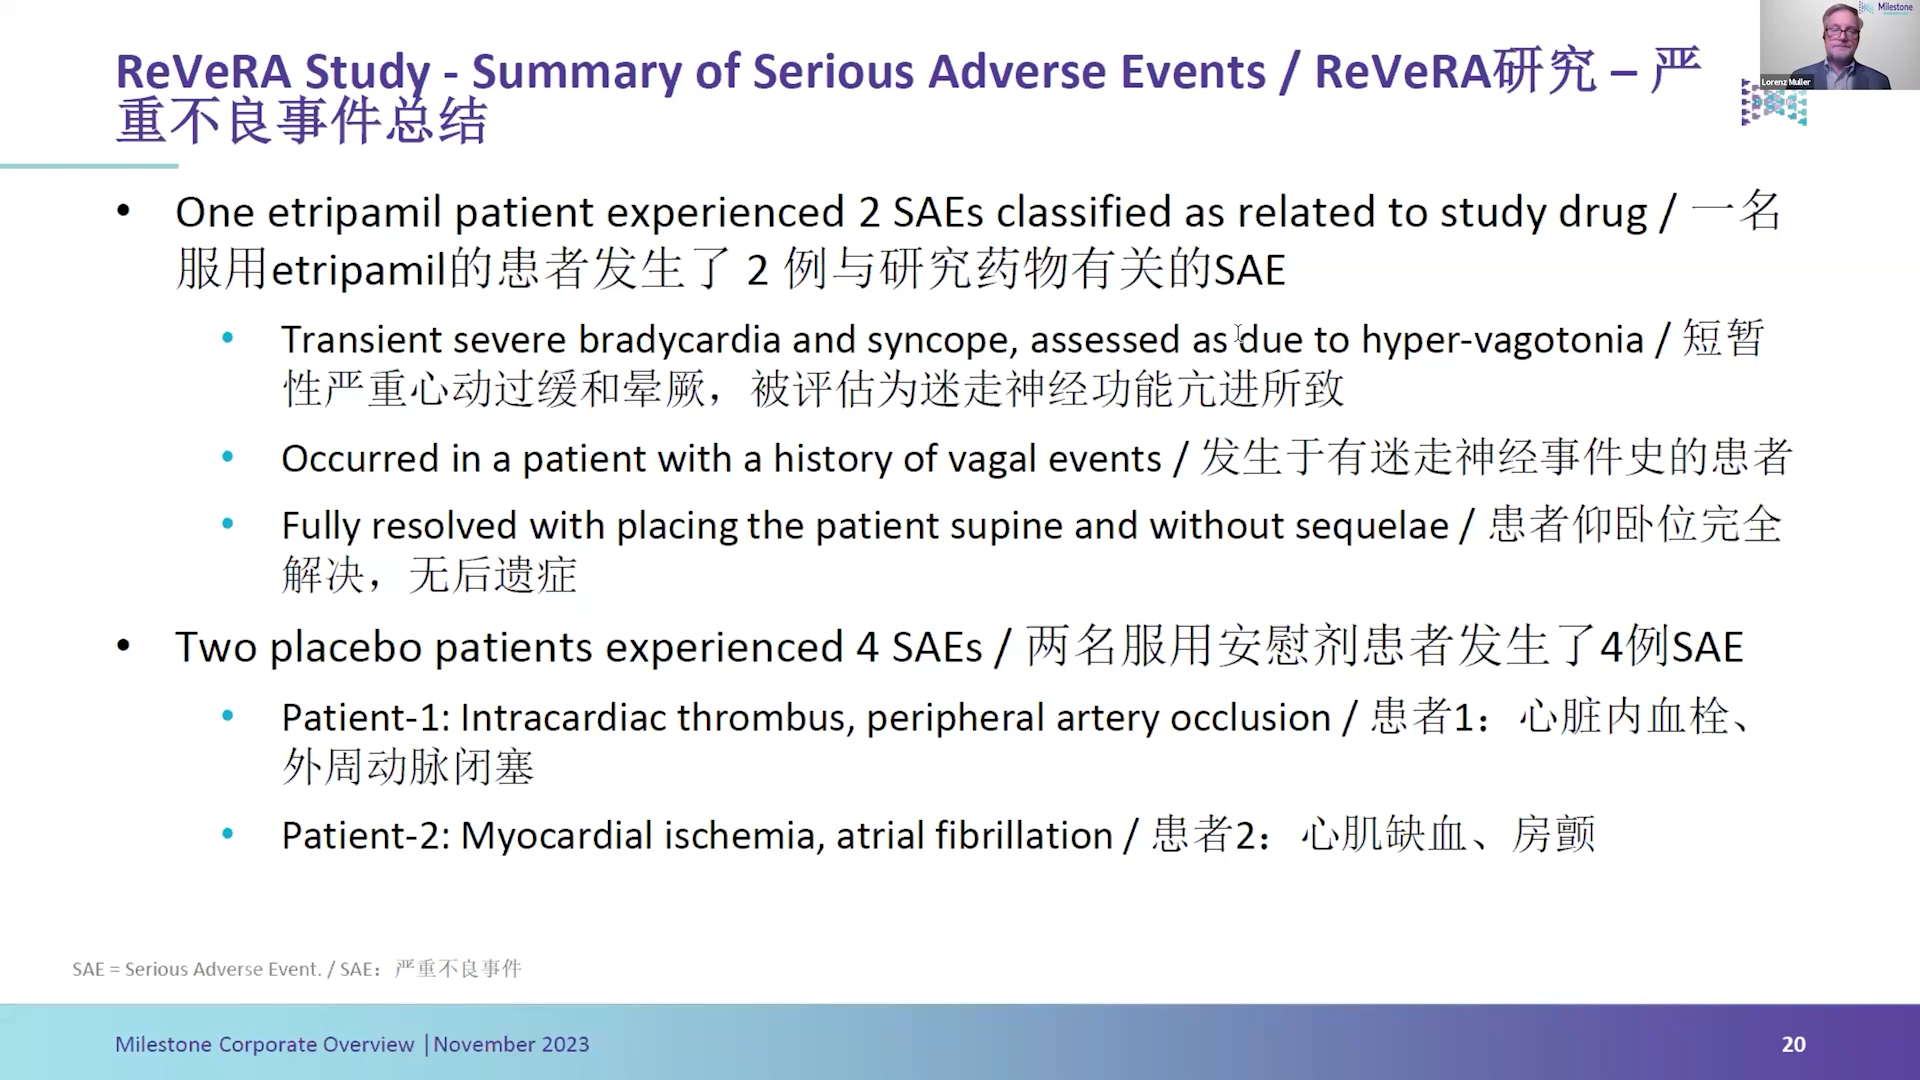 Milestone
Lorenz Muller
ReVeRA Study - Summary of Serious Adverse Events / ReVeRA研究 – 严
重不良事件总结
• One etripamil patient experienced 2 SAEs classified as related to study drug / 一名
服用etripamil的患者发生了 2 例与研究药物有关的SAE
• Transient severe bradycardia and syncope, assessed as due to hyper-vagotonia / 短暂
性严重心动过缓和晕厥，被评估为迷走神经功能亢进所致
• Occurred in a patient with a history of vagal events / 发生于有迷走神经事件史的患者
• Fully resolved with placing the patient supine and without sequelae / 患者仰卧位完全
解决，无后遗症
• Two placebo patients experienced 4 SAEs / 两名服用安慰剂患者发生了4例SAE
• Patient-1: Intracardiac thrombus, peripheral artery occlusion / 患者1：心脏内血栓、
外周动脉闭塞
• Patient-2: Myocardial ischemia, atrial fibrillation / 患者2：心肌缺血、房颤
SAE = Serious Adverse Event. / SAE：严重不良事件
Milestone Corporate Overview | November 2023
20